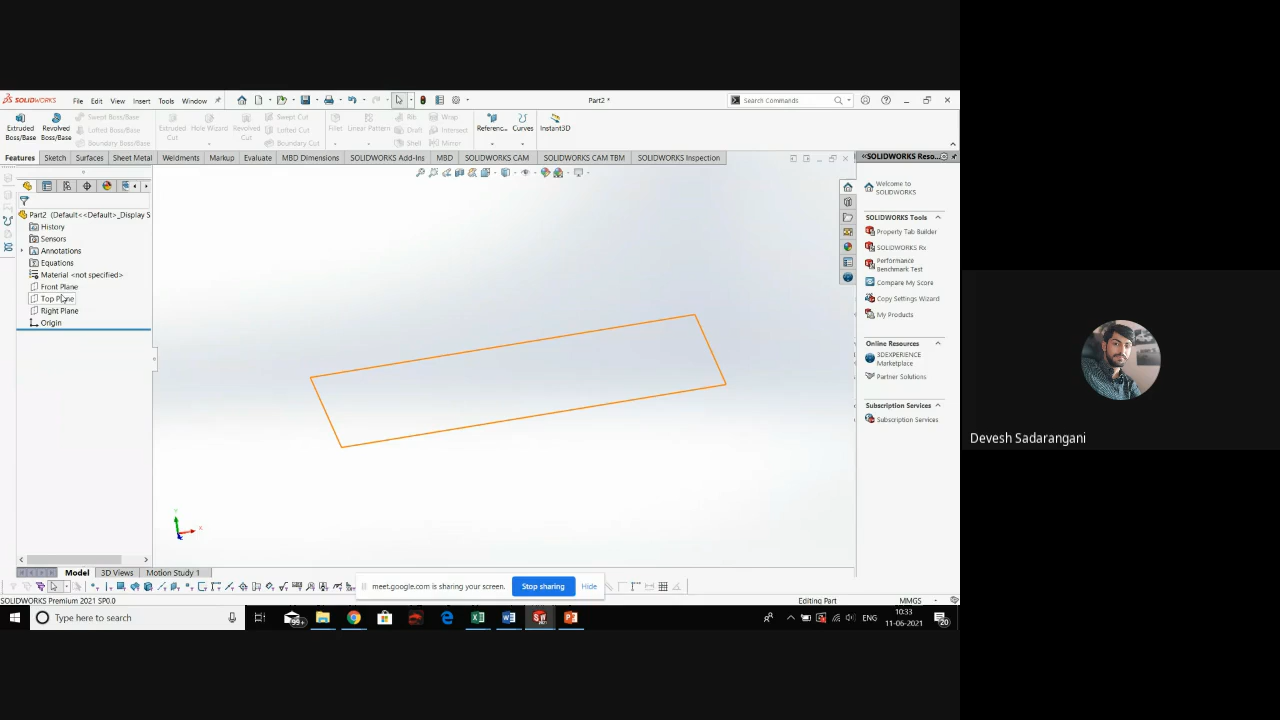 SOLIDWORKS File Edit View Insert Tools Window Part2 * Search Commands
Extruded Boss/Base Revolved Boss/Base Swept Boss/Base Lofted Boss/Base Boundary Boss/Base Extruded Cut Hole Wizard Revolved Cut Swept Cut Lofted Cut Boundary Cut Fillet Linear Pattern Rib Draft Shell Wrap Intersect Mirror Referenc... Curves Instant3D
Features Sketch Surfaces Sheet Metal Weldments Markup Evaluate MBD Dimensions SOLIDWORKS Add-Ins MBD SOLIDWORKS CAM SOLIDWORKS CAM TBM SOLIDWORKS Inspection
SOLIDWORKS Reso...
Part2 (Default<<Default>_Display S
History
Sensors
Annotations
Equations
Material <not specified>
Front Plane
Top Plane
Right Plane
Origin
Welcome to
SOLIDWORKS
SOLIDWORKS Tools
Property Tab Builder
SOLIDWORKS Rx
Performance
Benchmark Test
Compare My Score
Copy Settings Wizard
My Products
Online Resources
3DEXPERIENCE
Marketplace
Partner Solutions
Subscription Services
Subscription Services
Devesh Sadarangani
Y
X
Model 3D Views Motion Study 1
meet.google.com is sharing your screen. Stop sharing Hide
SOLIDWORKS Premium 2021 SP0.0 Editing Part MMGS
Type here to search 99+ ENG 10:33
11-06-2021 20